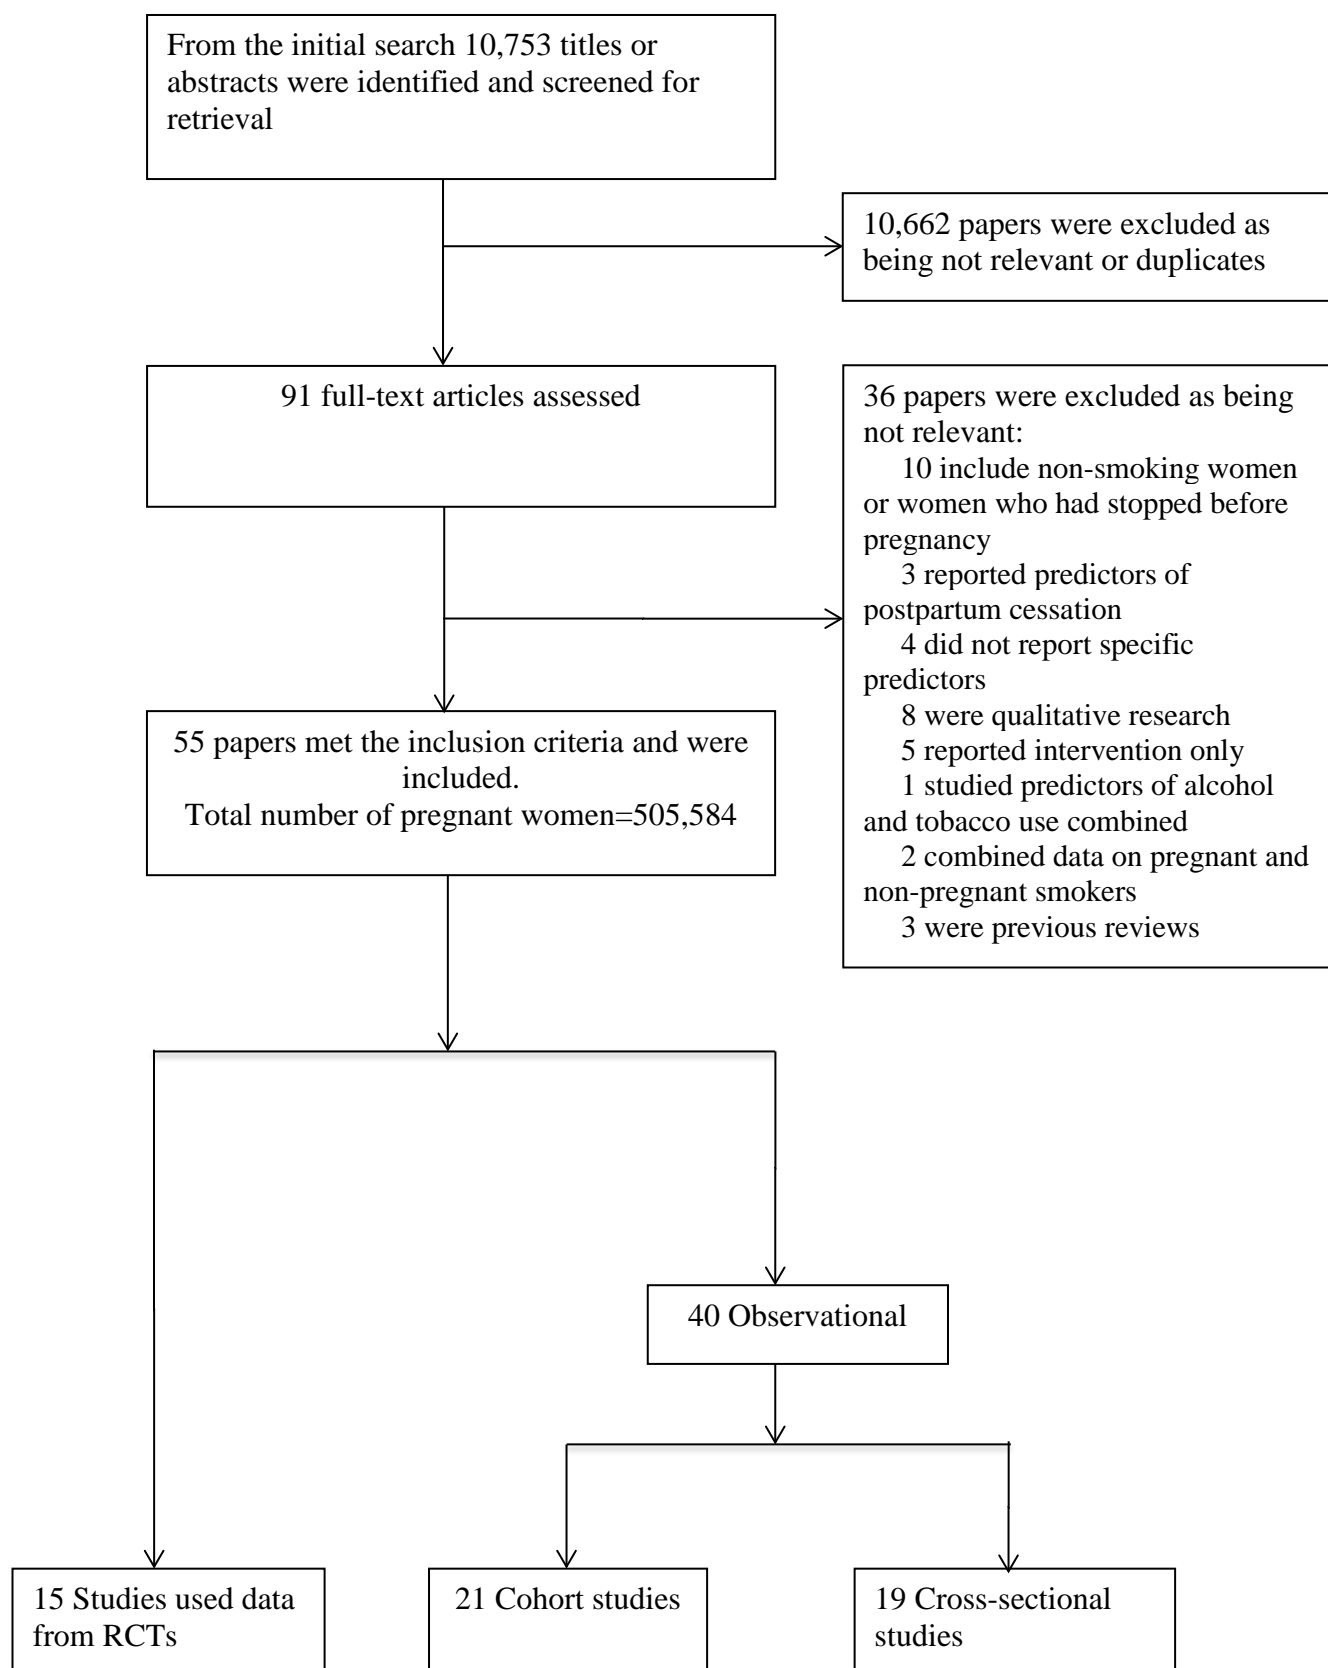 From the initial search 10,753 titles or
abstracts were identified and screened for
retrieval
10,662 papers were excluded as
being not relevant or duplicates
91 full-text articles assessed
36 papers were excluded as being
not relevant:
10 include non-smoking women
or women who had stopped before
pregnancy
3 reported predictors of
postpartum cessation
4 did not report specific
predictors
8 were qualitative research
5 reported intervention only
1 studied predictors of alcohol
and tobacco use combined
2 combined data on pregnant and
non-pregnant smokers
3 were previous reviews
55 papers met the inclusion criteria and were
included.
Total number of pregnant women=505,584
40 Observational
15 Studies used data
from RCTs
21 Cohort studies
19 Cross-sectional
studies